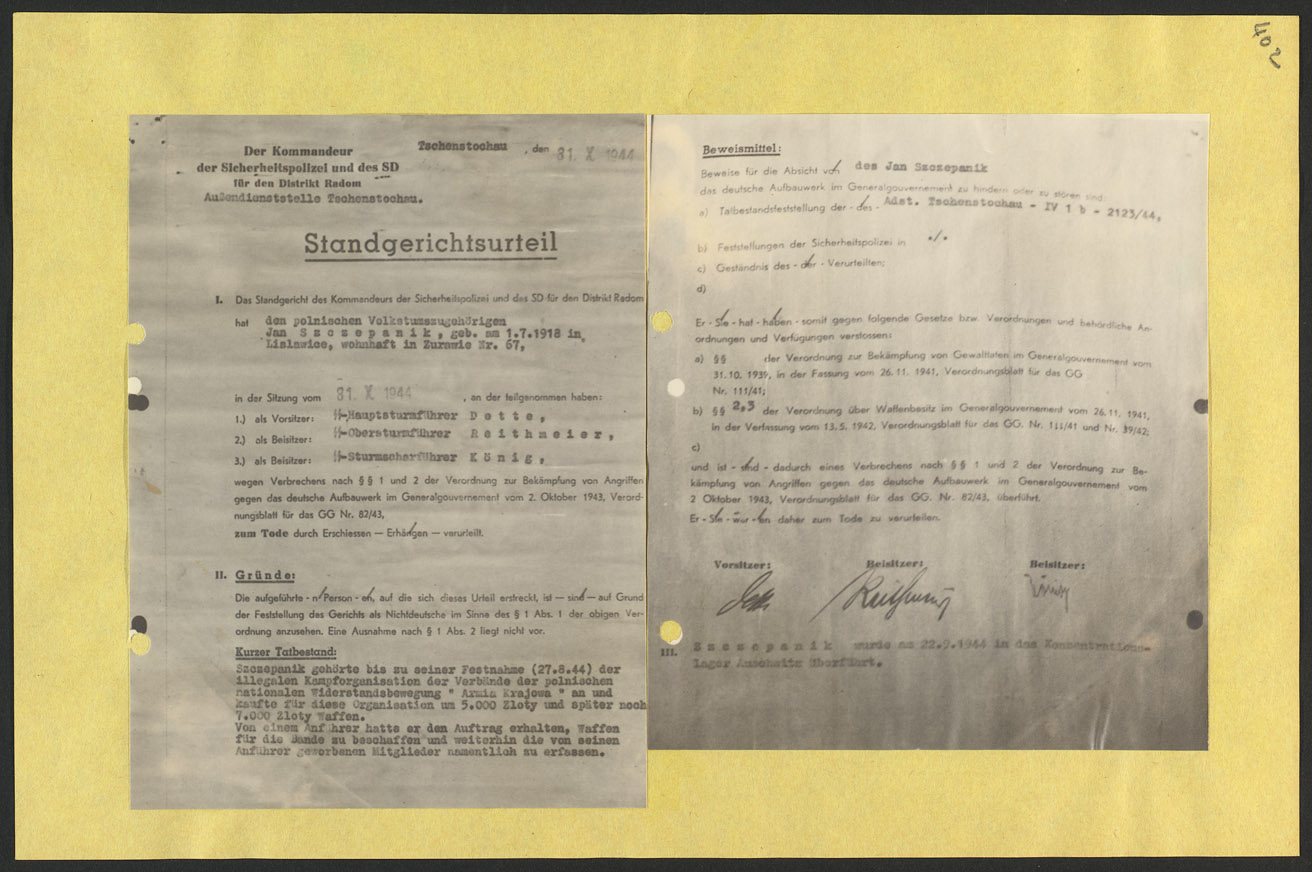 402
Der Kommandeur
der Sicherheitspolizei und des SD
für den Distrikt Radom
Außendienststelle Tschenstochau.
Tschenstochau , den 31. X. 1944
Standgerichtsurteil
I. Das Standgericht des Kommandeurs der Sicherheitspolizei und des SD für den Distrikt Radom
hat den polnischen Volkstumszugehörigen
Jan S z c z e p a n i k , geb. am 1.7.1918 in
Lislawice, wohnhaft in Zurawie Nr. 67,
in der Sitzung vom 31. X. 1944 , an der teilgenommen haben:
1.) als Vorsitzer: SS-Hauptsturmführer D e t t e ,
2.) als Beisitzer: SS-Obersturmführer R e i t h m e i e r ,
3.) als Beisitzer: SS-Sturmscharführer K ö n i g ,
wegen Verbrechens nach §§ 1 und 2 der Verordnung zur Bekämpfung von Angriffen
gegen das deutsche Aufbauwerk im Generalgouvernement vom 2. Oktober 1943, Verord-
nungsblatt für das GG Nr. 82/43,
zum Tode durch Erschiessen — Erhängen — verurteilt.
II. Gründe:
Die aufgeführte - n Person - en, auf die sich dieses Urteil erstreckt, ist — sind — auf Grund
der Feststellung des Gerichts als Nichtdeutsche im Sinne des § 1 Abs. 1 der obigen Ver-
ordnung anzusehen. Eine Ausnahme nach § 1 Abs. 2 liegt nicht vor.
Kurzer Tatbestand:
Szczepanik gehörte bis zu seiner Festnahme (27.8.44) der
illegalen Kampforganisation der Verbände der polnischen
nationalen Widerstandsbewegung " Armia Krajowa " an und
kaufte für diese Organisation um 5.000 Zloty und später noch
7.000 Zloty Waffen.
Von einem Anführer hatte er den Auftrag erhalten, Waffen
für die Bande zu beschaffen und weiterhin die von seinen
Anführer geworbenen Mitglieder namentlich zu erfassen.
Beweismittel:
Beweise für die Absicht von des Jan Szczepanik
das deutsche Aufbauwerk im Generalgouvernement zu hindern oder zu stören sind:
a) Tatbestandsfeststellung der - des - Adst. Tschenstochau - IV 1 b - 2123/44,
b) Feststellungen der Sicherheitspolizei in ./.
c) Geständnis des - der - Verurteilten;
d)
Er - Sie - hat - haben - somit gegen folgende Gesetze bzw. Verordnungen und behördliche An-
ordnungen und Verfügungen verstossen:
a) §§ der Verordnung zur Bekämpfung von Gewalttaten im Generalgouvernement vom
31. 10. 1939, in der Fassung vom 26. 11. 1941, Verordnungsblatt für das GG
Nr. 111/41;
b) §§ 2,3 der Verordnung über Waffenbesitz im Generalgouvernement vom 26. 11. 1941,
in der Verfassung vom 13. 5. 1942, Verordnungsblatt für das GG. Nr. 111/41 und Nr. 39/42;
c)
und ist - sind - dadurch eines Verbrechens nach §§ 1 und 2 der Verordnung zur Be-
kämpfung von Angriffen gegen das deutsche Aufbauwerk im Generalgouvernement vom
2 Oktober 1943, Verordnungsblatt für das GG. Nr. 82/43, überführt.
Er - Sie - war - en daher zum Tode zu verurteilen.
Vorsitzer: Beisitzer: Beisitzer:
III. S z c z e p a n i k wurde am 22.9.1944 in das Konzentrations-
lager Auschwitz überführt.